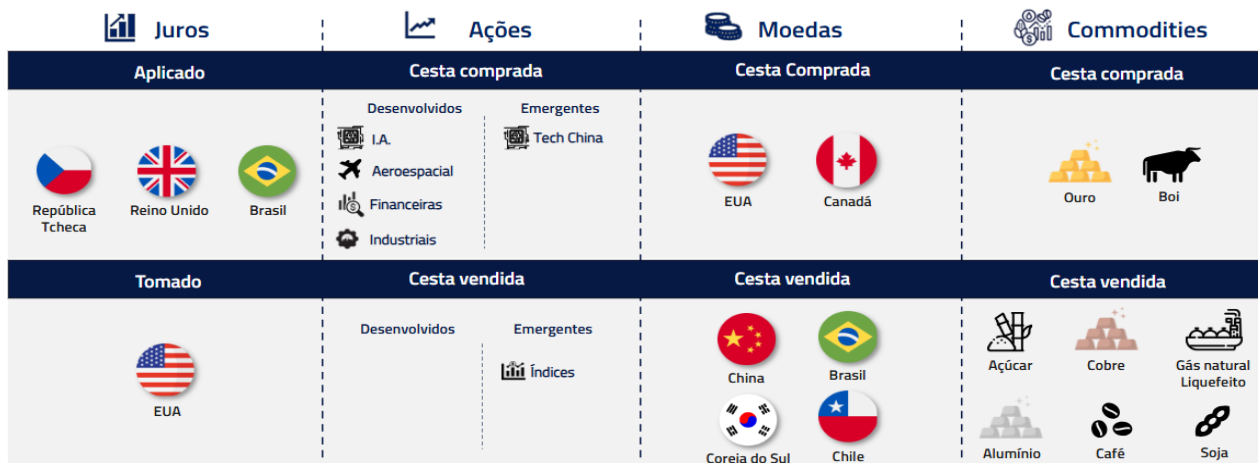 Juros
Ações
Moedas
Commodities
Aplicado
Cesta comprada
Cesta Comprada
Cesta comprada
Desenvolvidos
Emergentes
I.A.
Tech China
Aeroespacial
Financeiras
Industriais
República
Tcheca
Reino Unido
Brasil
EUA
Canadá
Ouro
Boi
Tomado
Cesta vendida
Cesta vendida
Cesta vendida
EUA
Desenvolvidos
Emergentes
Índices
China
Brasil
Coreia do Sul
Chile
Açúcar
Cobre
Gás natural
Liquefeito
Alumínio
Café
Soja